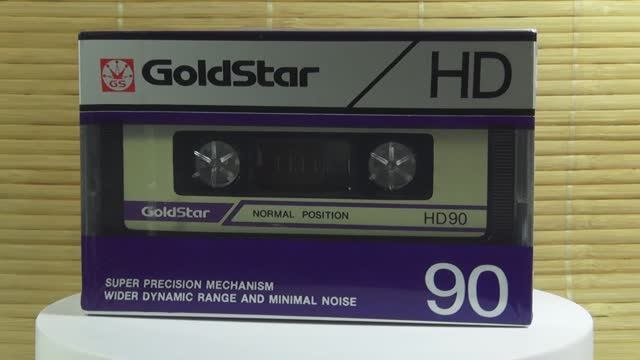 GS GoldStar HD
GoldStar NORMAL POSITION HD90
SUPER PRECISION MECHANISM
WIDER DYNAMIC RANGE AND MINIMAL NOISE
90